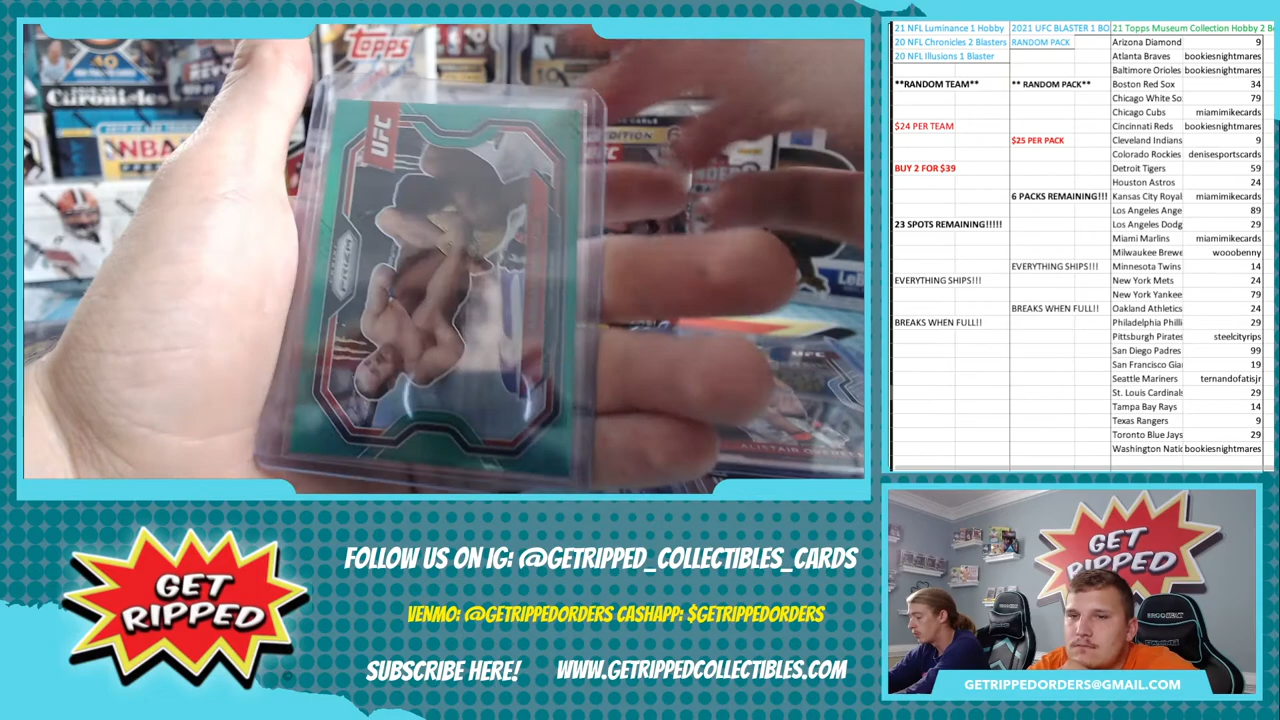 topps
Chronicles
NBA
EDITION
UFC
PRIZM
ALISTAIR
21 NFL Luminance 1 Hobby
20 NFL Chronicles 2 Blasters
20 NFL Illusions 1 Blaster
**RANDOM TEAM**
$24 PER TEAM
BUY 2 FOR $39
23 SPOTS REMAINING!!!!!
EVERYTHING SHIPS!!!
BREAKS WHEN FULL!!
2021 UFC BLASTER 1 BO
RANDOM PACK
** RANDOM PACK**
$25 PER PACK
6 PACKS REMAINING!!!
EVERYTHING SHIPS!!!
BREAKS WHEN FULL!!
21 Topps Museum Collection Hobby 2 B
Arizona Diamond 9
Atlanta Braves bookiesnightmares
Baltimore Orioles bookiesnightmares
Boston Red Sox 34
Chicago White So 79
Chicago Cubs miamimikecards
Cincinnati Reds bookiesnightmares
Cleveland Indians 9
Colorado Rockies denisesportscards
Detroit Tigers 59
Houston Astros 24
Kansas City Royal miamimikecards
Los Angeles Ange 89
Los Angeles Dodg 29
Miami Marlins miamimikecards
Milwaukee Brewe wooobenny
Minnesota Twins 14
New York Mets 24
New York Yankee 79
Oakland Athletics 24
Philadelphia Philli 29
Pittsburgh Pirates steelcityrips
San Diego Padres 99
San Francisco Gia 19
Seattle Mariners ternandofatisjr
St. Louis Cardinals 29
Tampa Bay Rays 14
Texas Rangers 9
Toronto Blue Jays 29
Washington Natic bookiesnightmares
GET
RIPPED
FOLLOW US ON IG: @GETRIPPED_COLLECTIBLES_CARDS
VENMO: @GETRIPPEDORDERS CASHAPP: $GETRIPPEDORDERS
SUBSCRIBE HERE! WWW.GETRIPPEDCOLLECTIBLES.COM
GET
RIPPED
GETRIPPEDORDERS@GMAIL.COM